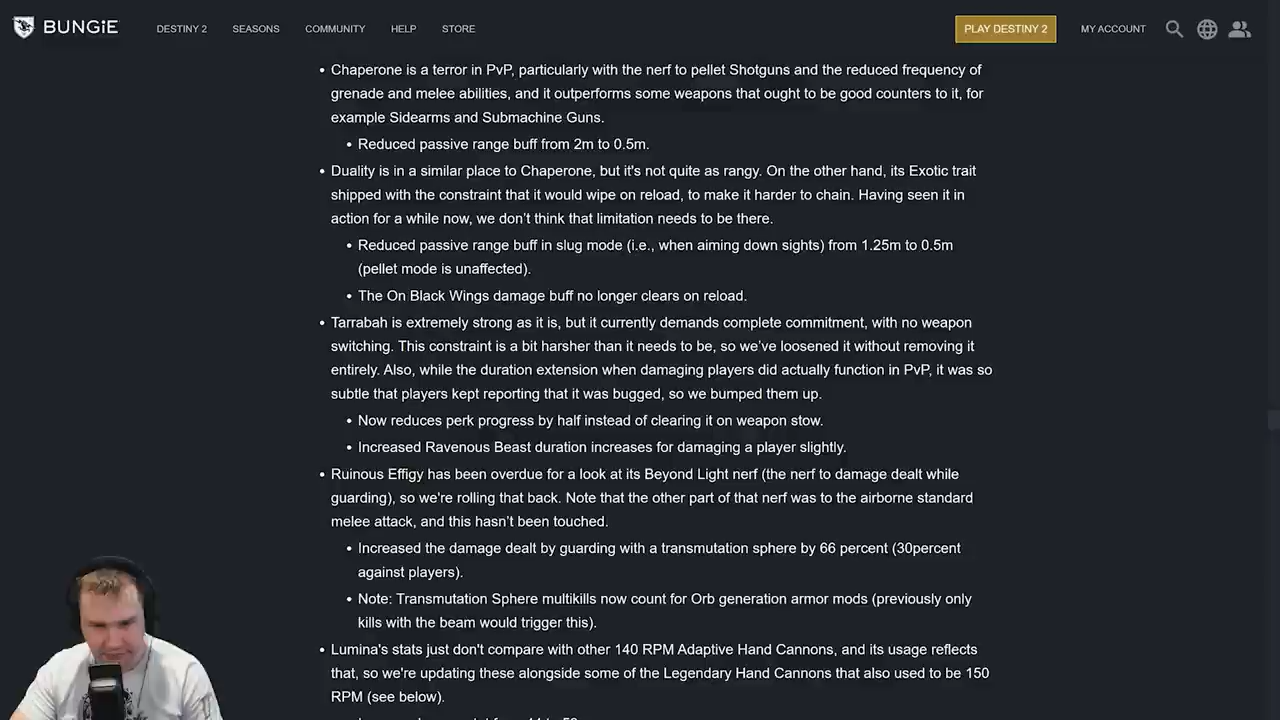 BUNGiE DESTINY 2 SEASONS COMMUNITY HELP STORE PLAY DESTINY 2 MY ACCOUNT
• Chaperone is a terror in PvP, particularly with the nerf to pellet Shotguns and the reduced frequency of
grenade and melee abilities, and it outperforms some weapons that ought to be good counters to it, for
example Sidearms and Submachine Guns.
• Reduced passive range buff from 2m to 0.5m.
• Duality is in a similar place to Chaperone, but it's not quite as rangy. On the other hand, its Exotic trait
shipped with the constraint that it would wipe on reload, to make it harder to chain. Having seen it in
action for a while now, we don't think that limitation needs to be there.
• Reduced passive range buff in slug mode (i.e., when aiming down sights) from 1.25m to 0.5m
(pellet mode is unaffected).
• The On Black Wings damage buff no longer clears on reload.
• Tarrabah is extremely strong as it is, but it currently demands complete commitment, with no weapon
switching. This constraint is a bit harsher than it needs to be, so we've loosened it without removing it
entirely. Also, while the duration extension when damaging players did actually function in PvP, it was so
subtle that players kept reporting that it was bugged, so we bumped them up.
• Now reduces perk progress by half instead of clearing it on weapon stow.
• Increased Ravenous Beast duration increases for damaging a player slightly.
• Ruinous Effigy has been overdue for a look at its Beyond Light nerf (the nerf to damage dealt while
guarding), so we're rolling that back. Note that the other part of that nerf was to the airborne standard
melee attack, and this hasn't been touched.
• Increased the damage dealt by guarding with a transmutation sphere by 66 percent (30percent
against players).
• Note: Transmutation Sphere multikills now count for Orb generation armor mods (previously only
kills with the beam would trigger this).
• Lumina's stats just don't compare with other 140 RPM Adaptive Hand Cannons, and its usage reflects
that, so we're updating these alongside some of the Legendary Hand Cannons that also used to be 150
RPM (see below).